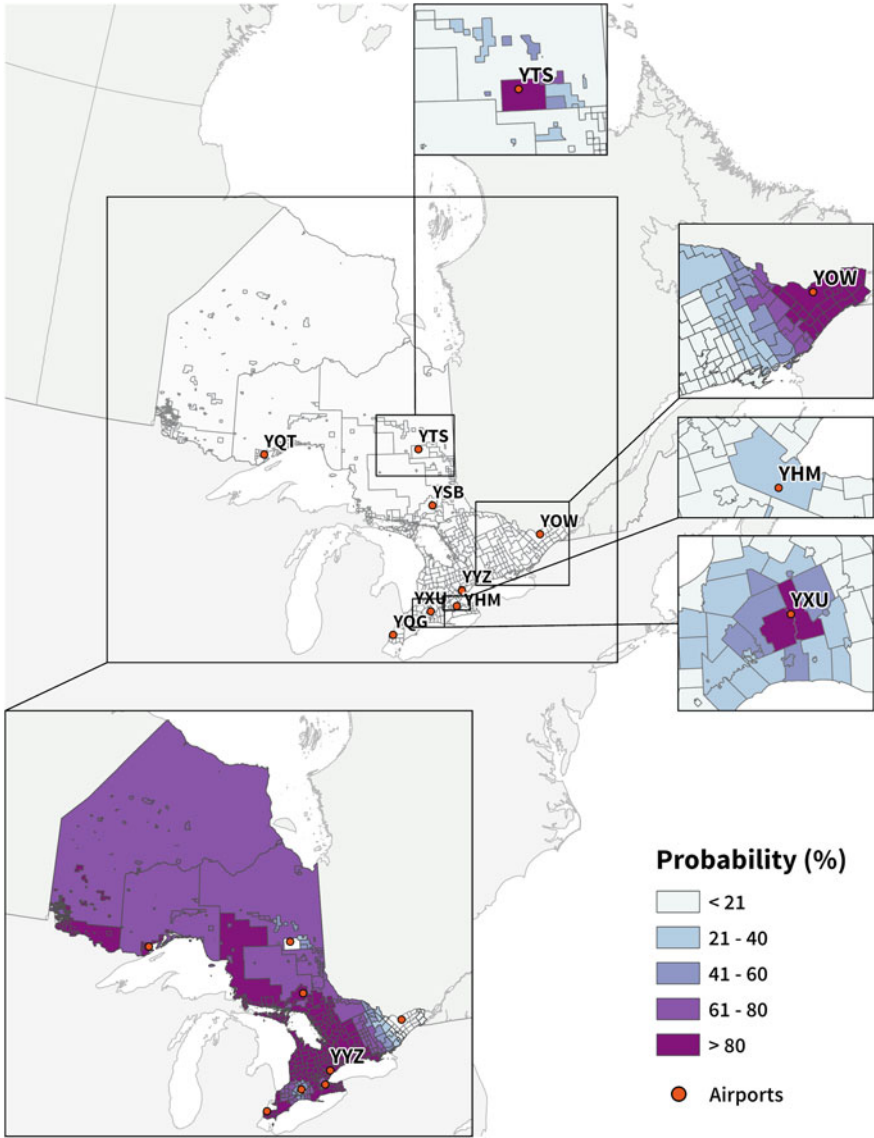 YTS
YOW
YHM
YXU
YQT
YTS
YSB
YOW
YYZ
YXU
YHM
YQG
YYZ
Probability (%)
< 21
21 - 40
41 - 60
61 - 80
> 80
Airports